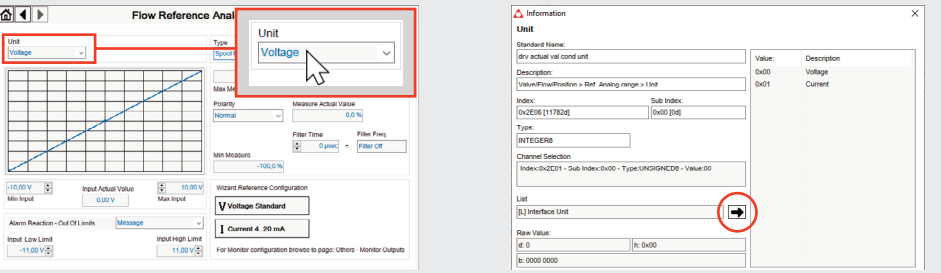 Flow Reference Anal
Unit
Voltage
Type
Spool
Unit
Voltage
Max Me
Polarity
Measure Actual Value
Normal
0,0 %
Filter Time
Filter Freq
0 µsec
=
Filter Off
Min Measure
-100,0 %
-10,00 V
Input Actual Value
10,00 V
Min Input
0,00 V
Max Input
Wizard Reference Configuration
V Voltage Standard
I Current 4..20 mA
Alarm Reaction - Out Of Limits
Message
Input Low Limit
Input High Limit
-11,00 V
11,00 V
For Monitor configuration browse to page: Others - Monitor Outputs
Information
Unit
Standard Name:
drv actual val cond unit
Description:
Valve/Flow/Position > Ref. Analog range > Unit
Index:
Sub Index:
0x2E06 [11782d]
0x00 [0d]
Type:
INTEGER8
Channel Selection
Index:0x2E01 - Sub Index:0x00 - Type:UNSIGNED8 - Value:00
List
[L] Interface Unit
Raw Value:
d: 0
h: 0x00
b: 0000 0000
Value:
Description
0x00
Voltage
0x01
Current